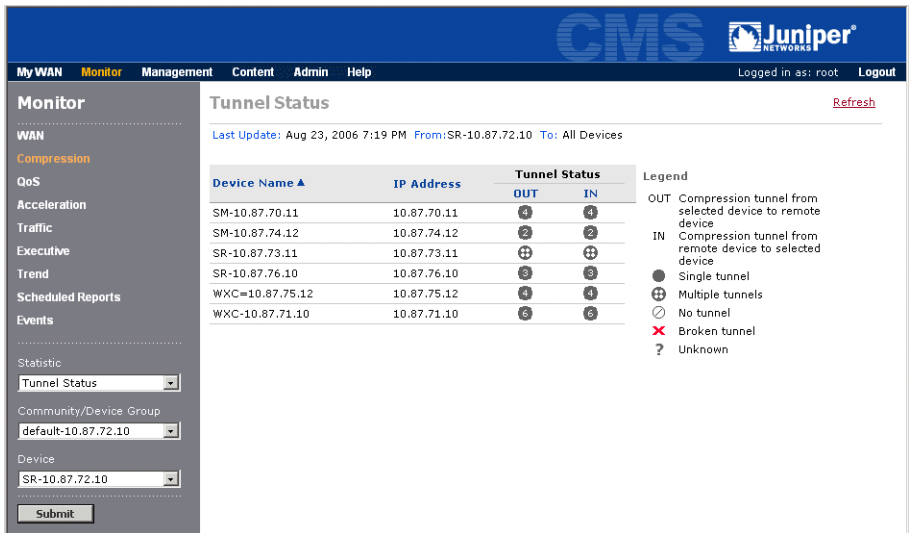 CMS
Juniper
NETWORKS
My WAN Monitor Management Content Admin Help
Logged in as: root Logout
Monitor
WAN
Compression
QoS
Acceleration
Traffic
Executive
Trend
Scheduled Reports
Events
Statistic
Tunnel Status
Community/Device Group
default-10.87.72.10
Device
SR-10.87.72.10
Submit
Tunnel Status
Refresh
Last Update: Aug 23, 2006 7:19 PM From:SR-10.87.72.10 To: All Devices
Device Name IP Address Tunnel Status
OUT IN
SM-10.87.70.11 10.87.70.11 4 4
SM-10.87.74.12 10.87.74.12 2 2
SR-10.87.73.11 10.87.73.11
SR-10.87.76.10 10.87.76.10 3 3
WXC=10.87.75.12 10.87.75.12 4 4
WXC-10.87.71.10 10.87.71.10 6 6
Legend
OUT Compression tunnel from
selected device to remote
device
IN Compression tunnel from
remote device to selected
device
Single tunnel
Multiple tunnels
No tunnel
Broken tunnel
? Unknown